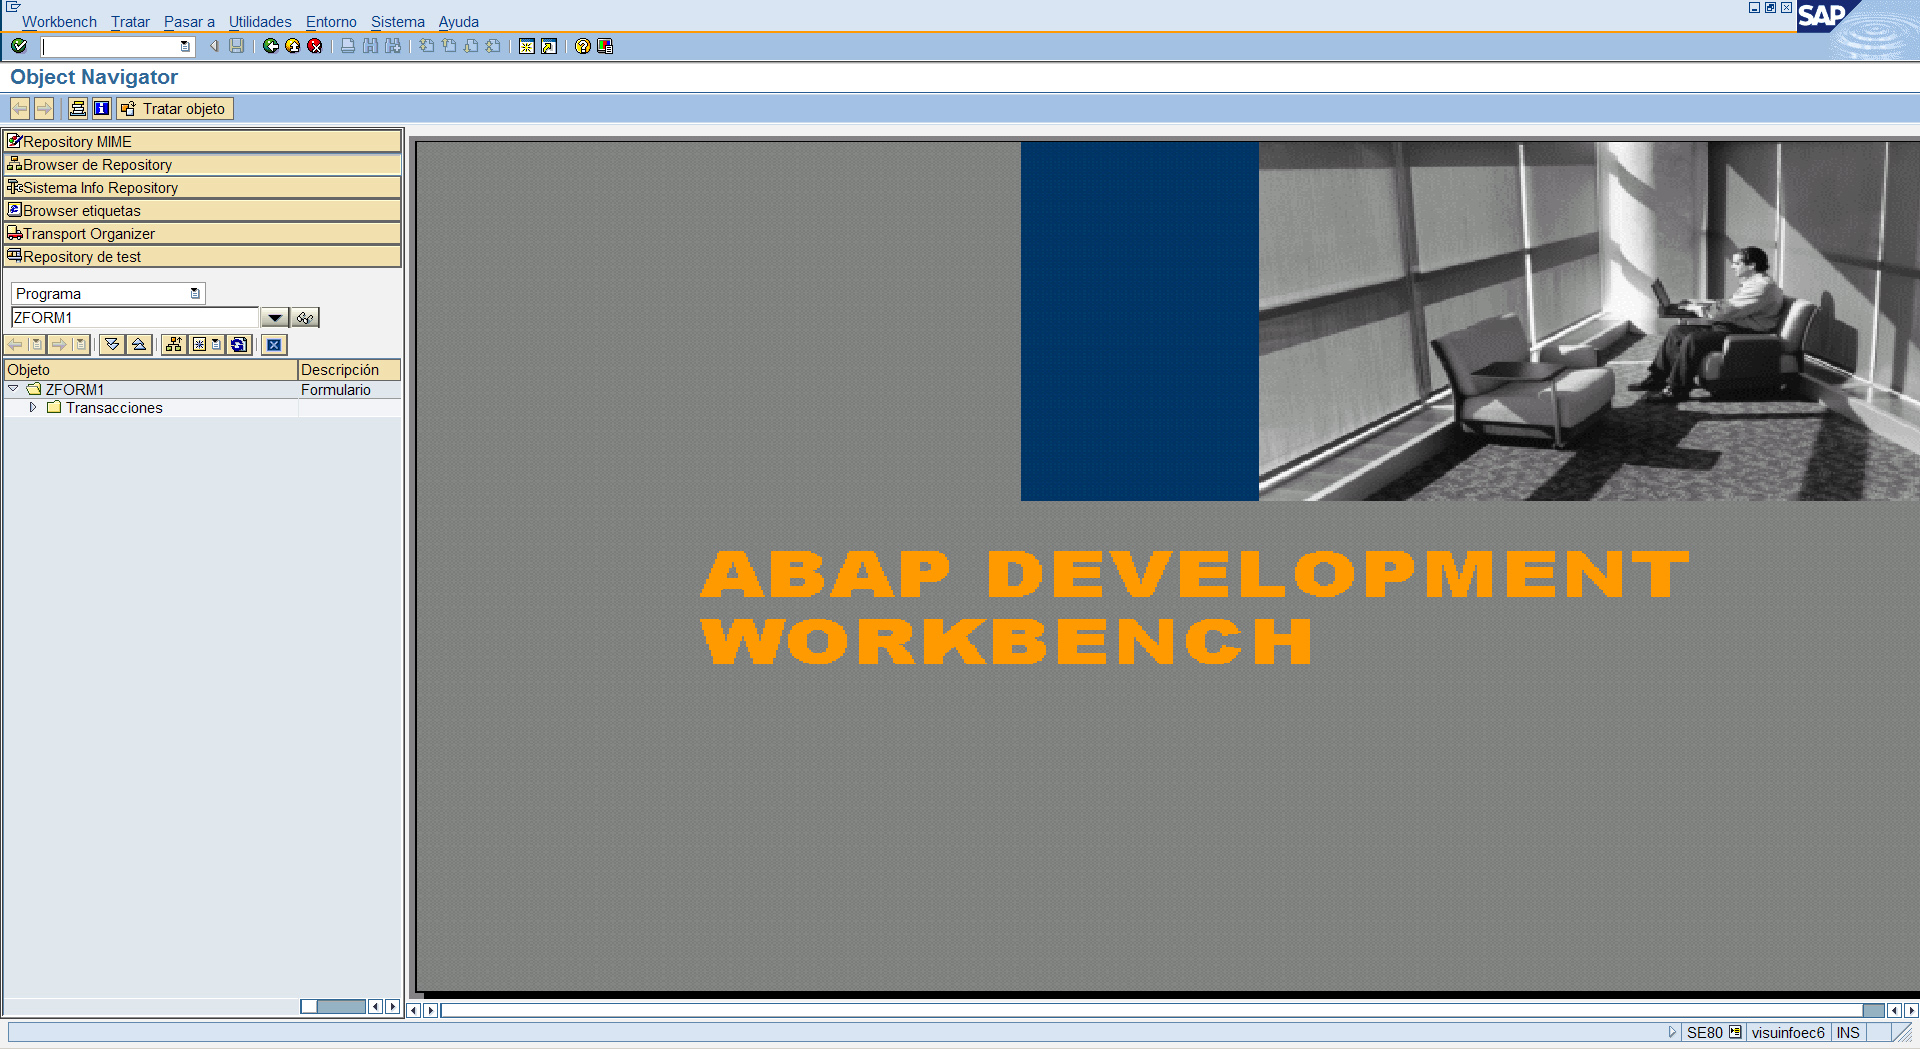 Workbench Tratar Pasar a Utilidades Entorno Sistema Ayuda
SAP
Object Navigator
Tratar objeto
Repository MIME
Browser de Repository
Sistema Info Repository
Browser etiquetas
Transport Organizer
Repository de test
Programa
ZFORM1
Objeto Descripción
ZFORM1 Formulario
Transacciones
ABAP DEVELOPMENT
WORKBENCH
SE80 visuinfoec6 INS